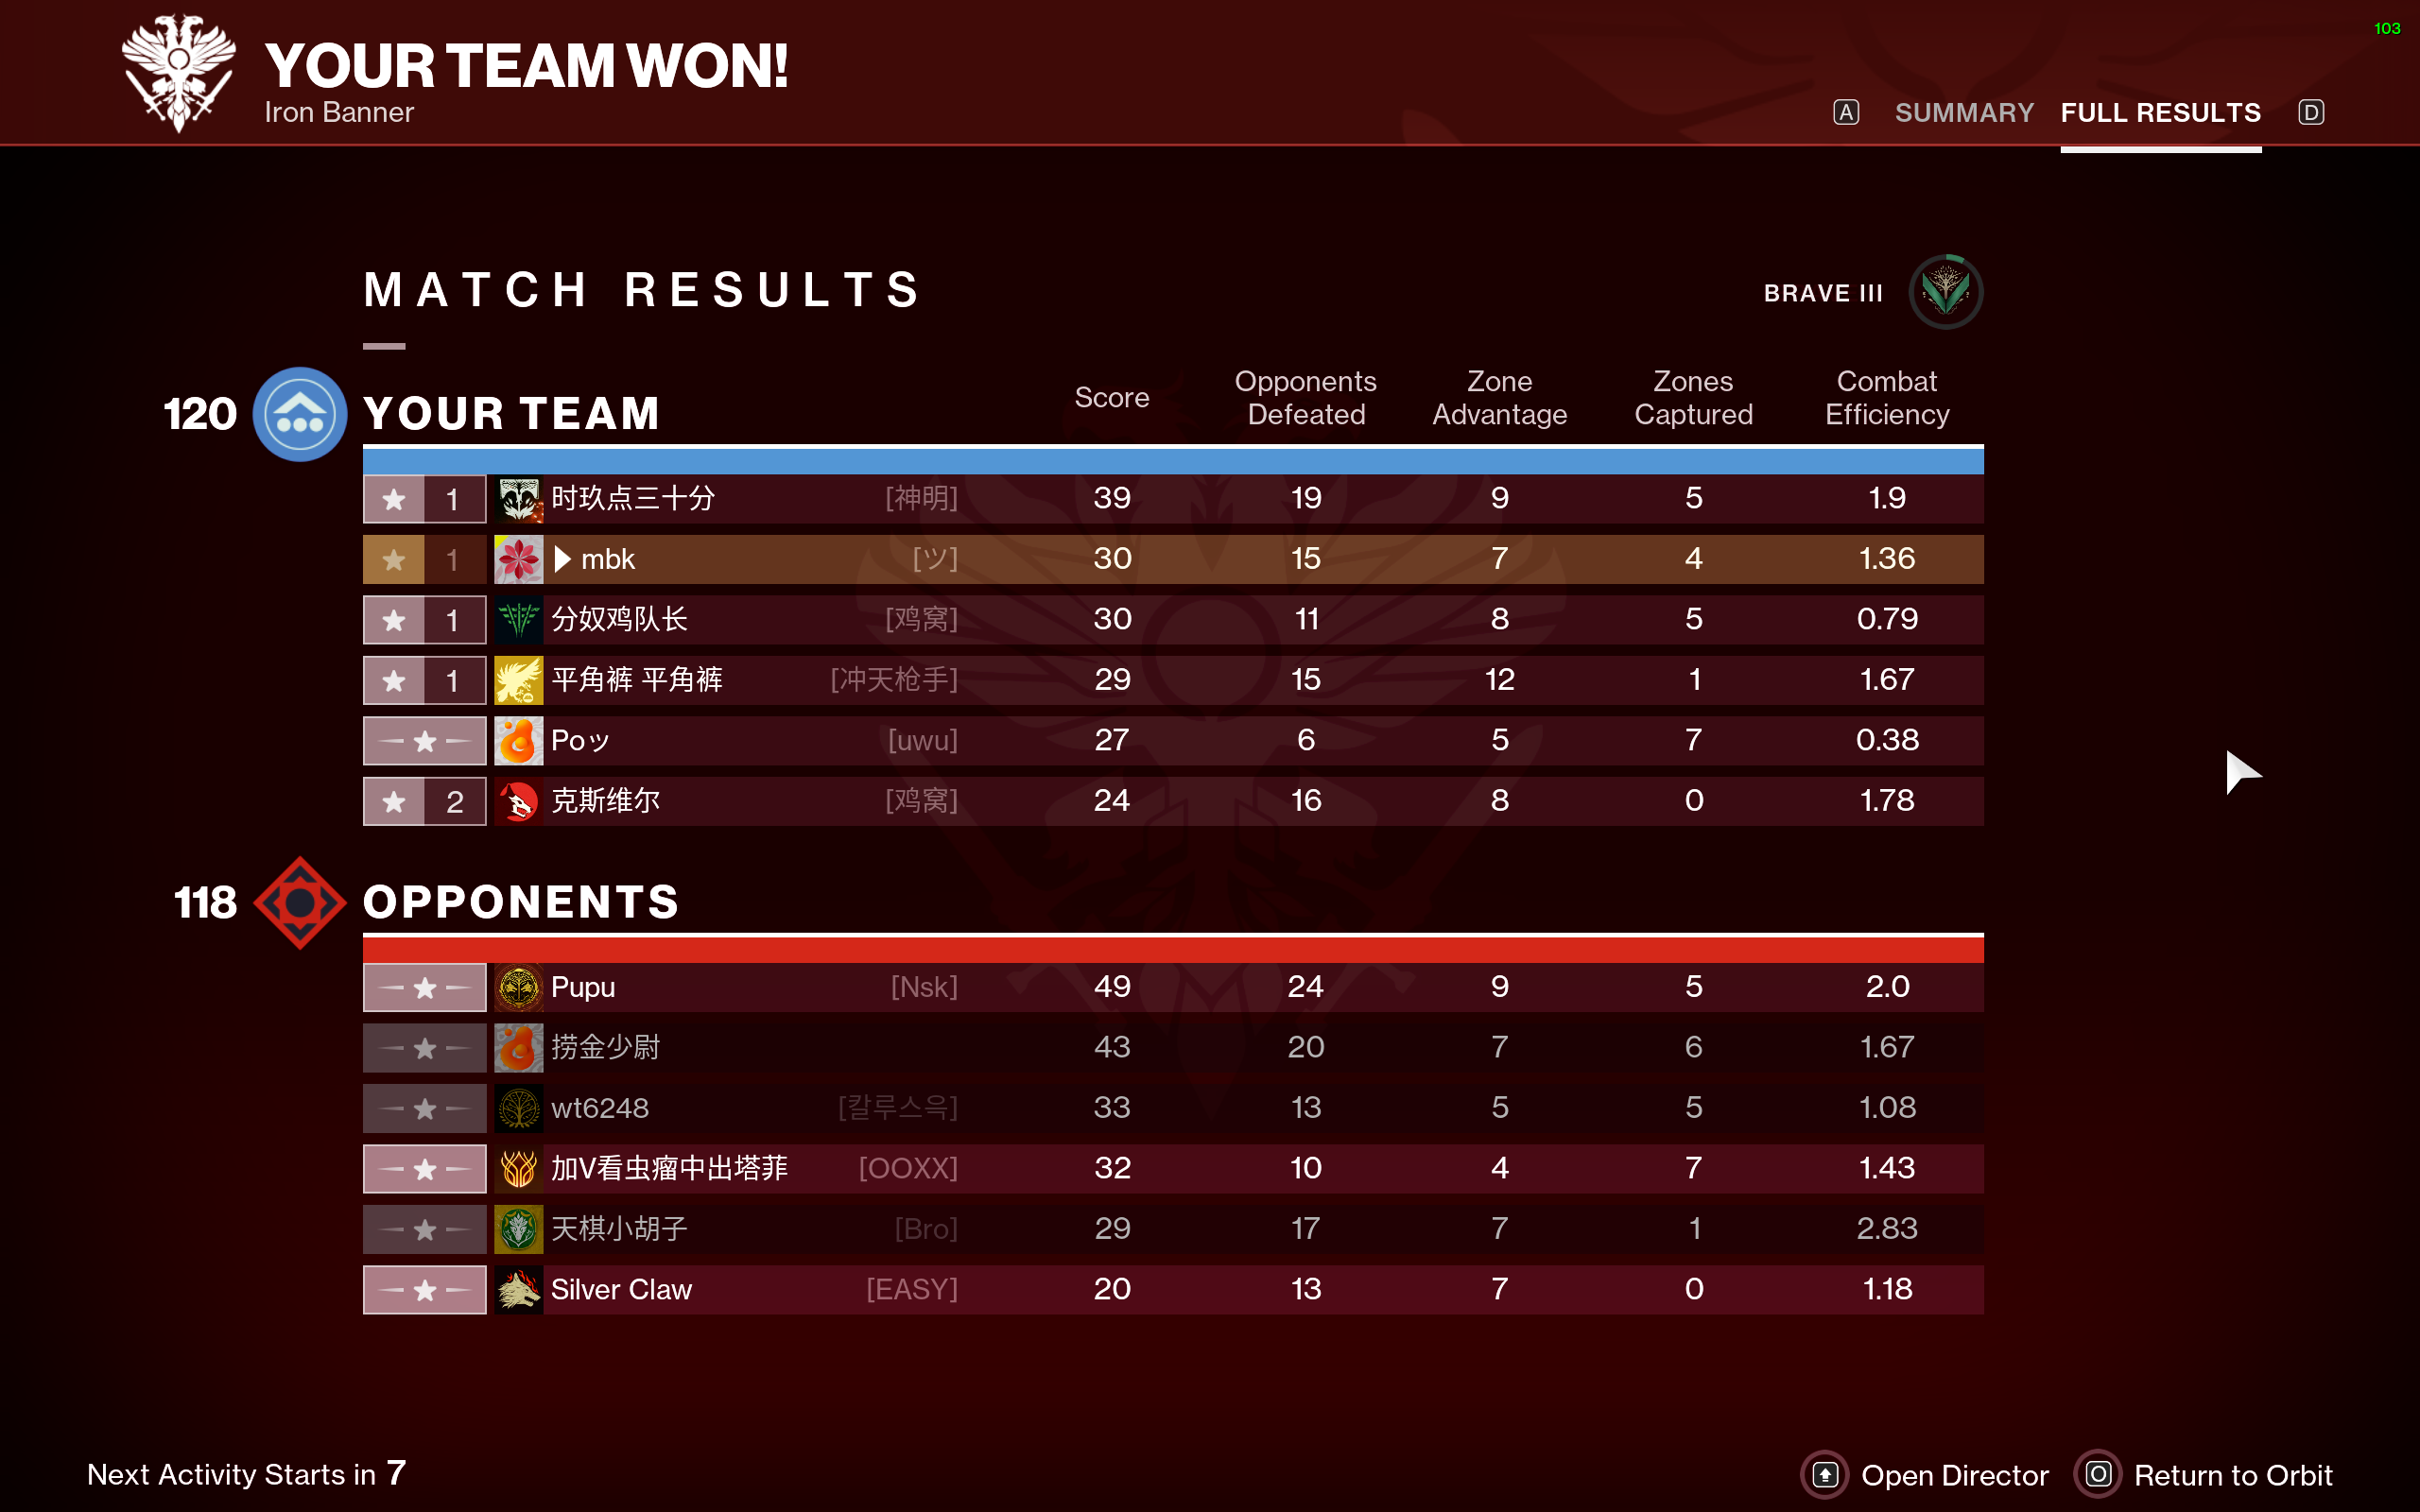 103
YOUR TEAM WON!
Iron Banner
A SUMMARY FULL RESULTS D
MATCH RESULTS
BRAVE III
120 YOUR TEAM Score Opponents Defeated Zone Advantage Zones Captured Combat Efficiency
1 时玖点三十分 [神明] 39 19 9 5 1.9
1 mbk [ツ] 30 15 7 4 1.36
1 分奴鸡队长 [鸡窝] 30 11 8 5 0.79
1 平角裤 平角裤 [冲天枪手] 29 15 12 1 1.67
Poッ [uwu] 27 6 5 7 0.38
2 克斯维尔 [鸡窝] 24 16 8 0 1.78
118 OPPONENTS
Pupu [Nsk] 49 24 9 5 2.0
捞金少尉 43 20 7 6 1.67
wt6248 [칼루스윽] 33 13 5 5 1.08
加V看虫瘤中出塔菲 [OOXX] 32 10 4 7 1.43
天棋小胡子 [Bro] 29 17 7 1 2.83
Silver Claw [EASY] 20 13 7 0 1.18
Next Activity Starts in 7
Open Director O Return to Orbit